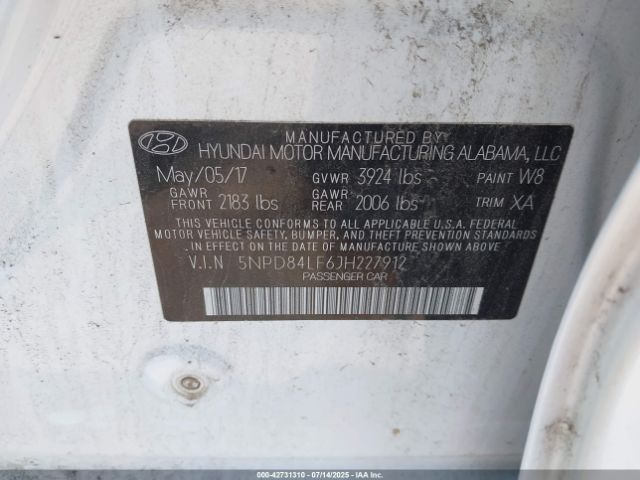 MANUFACTURED BY
HYUNDAI MOTOR MANUFACTURING ALABAMA, LLC
May/05/17 GVWR 3924 lbs PAINT W8
GAWR FRONT 2183 lbs GAWR REAR 2006 lbs TRIM XA
THIS VEHICLE CONFORMS TO ALL APPLICABLE U.S.A. FEDERAL
MOTOR VEHICLE SAFETY, BUMPER, AND THEFT PREVENTION STANDARDS
IN EFFECT ON THE DATE OF MANUFACTURE SHOWN ABOVE.
V.I.N 5NPD84LF6JH227912
PASSENGER CAR
000-42731310 - 07/14/2025 - IAAI.COM